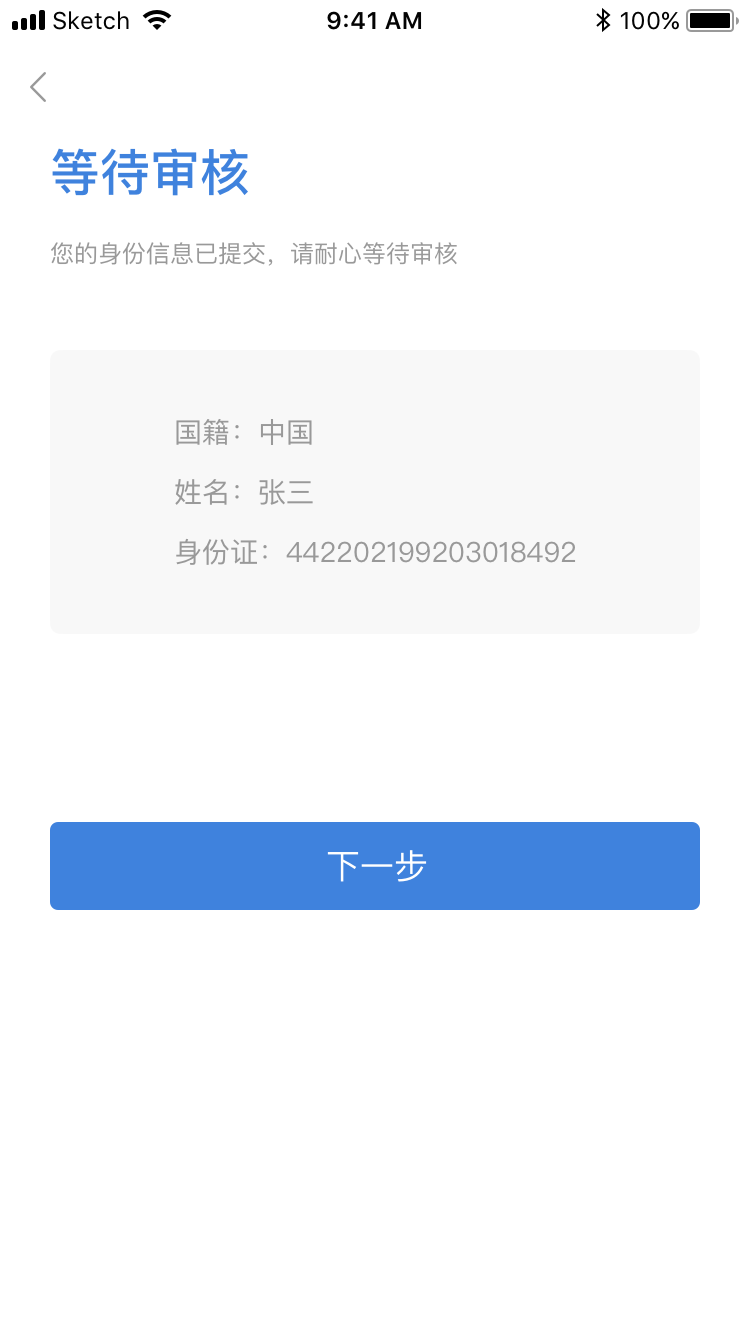 Sketch 9:41 AM 100%
等待审核
您的身份信息已提交，请耐心等待审核
国籍：中国
姓名：张三
身份证：442202199203018492
下一步